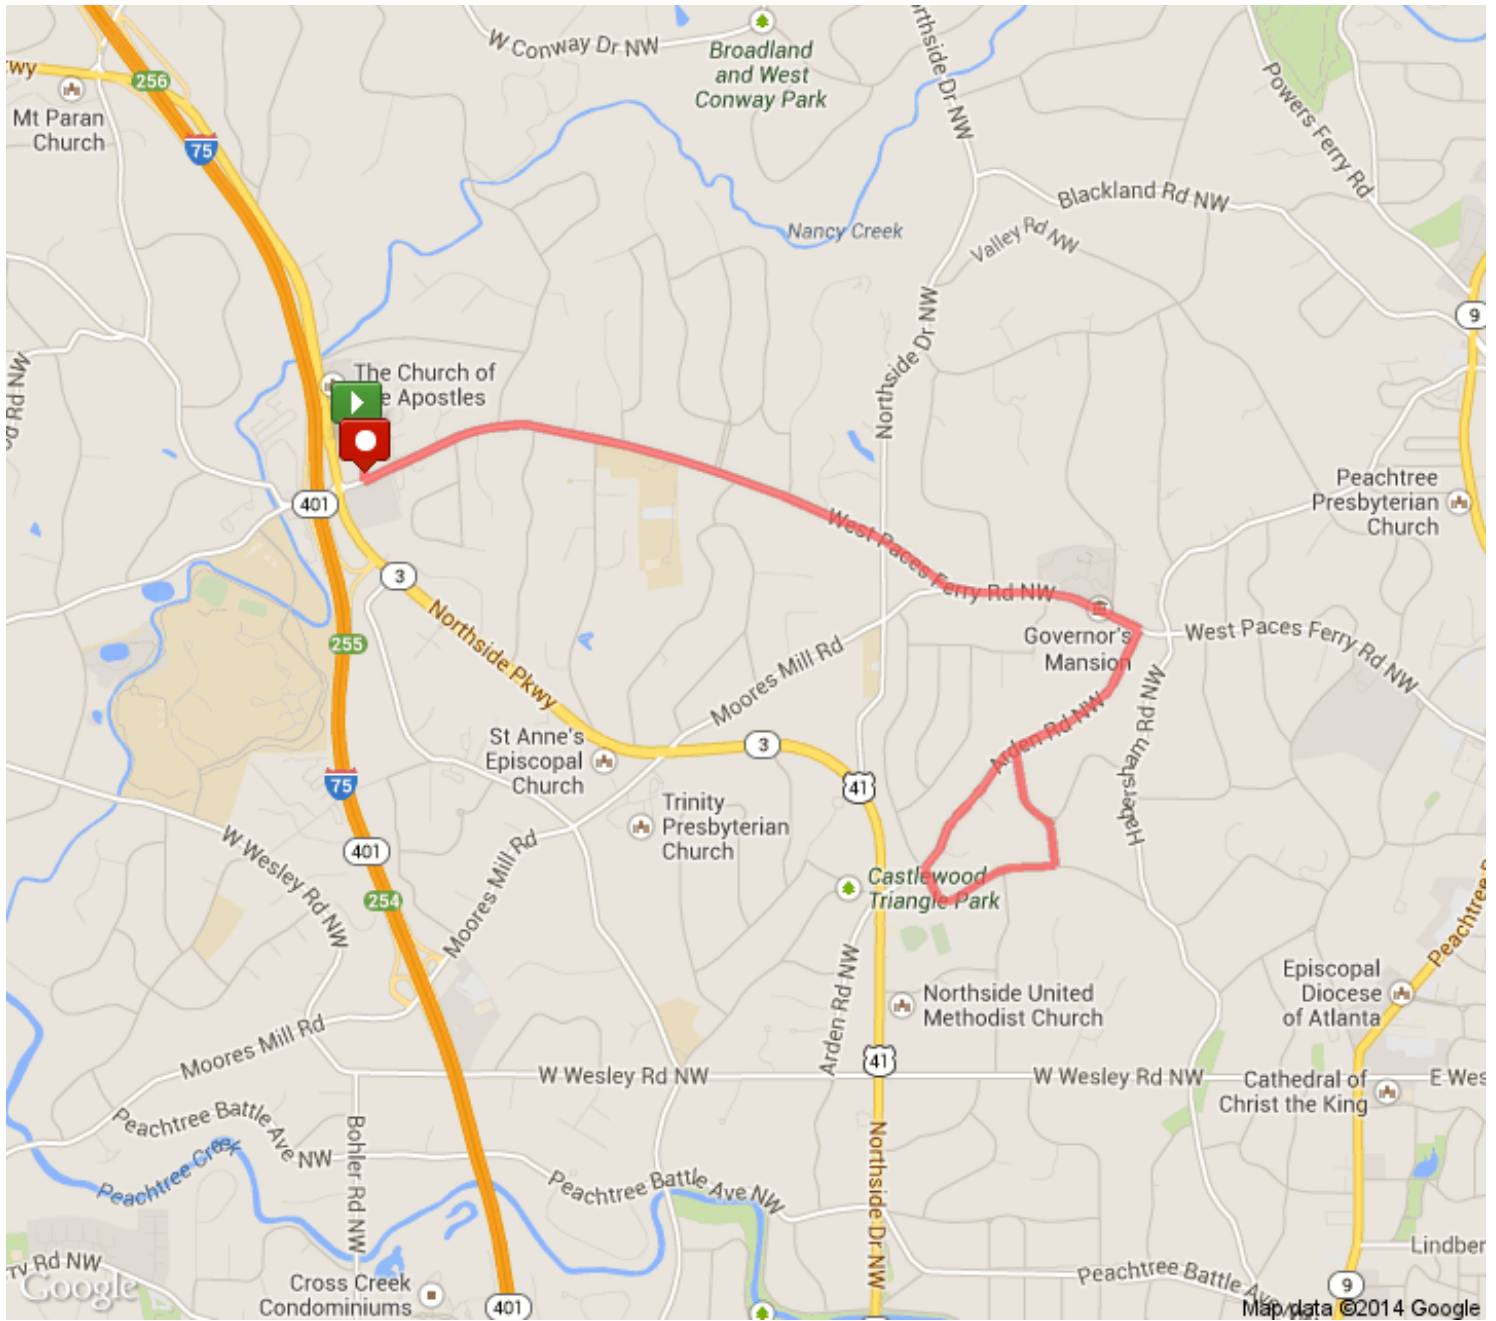 W Conway Dr NW
Broadland
and West
Conway Park
256
Mt Paran
Church
75
Powers Ferry Rd
Blackland Rd NW
Nancy Creek
Valley Rd NW
9
Northside Dr NW
The Church of
Apostles
401
3
Peachtree
Presbyterian
Church
West Paces Ferry Rd NW
Governor's
Mansion
West Paces Ferry Rd NW
255
Northside Pkwy
Moores Mill Rd
Arden Rd NW
Habersham Rd NW
St Anne's
Episcopal
Church
3
41
75
Trinity
Presbyterian
Church
W Wesley Rd NW
401
254
Moores Mill Rd
Castlewood
Triangle Park
Arden Rd NW
Northside United
Methodist Church
Episcopal
Diocese
of Atlanta
Moores Mill Rd
41
W Wesley Rd NW
W Wesley Rd NW
Cathedral of
Christ the King
Peachtree Battle Ave NW
Peachtree Creek
Bohler Rd NW
Peachtree Battle Ave NW
Northside Dr NW
Peachtree Battle
Google
Cross Creek
Condominiums
401
9
Map data ©2014 Google